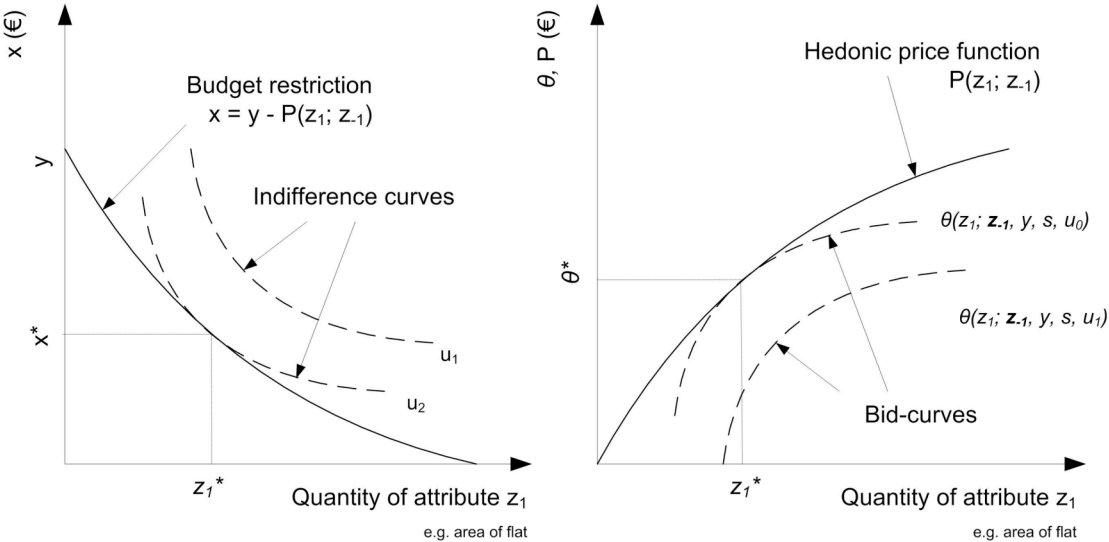 x (€)
Budget restriction
x = y - P(z₁; z₋₁)
y
Indifference curves
x*
u₁
u₂
z₁*
Quantity of attribute z₁
e.g. area of flat
θ, P (€)
Hedonic price function
P(z₁; z₋₁)
θ(z₁; z₋₁, y, s, u₀)
θ*
θ(z₁; z₋₁, y, s, u₁)
Bid-curves
z₁*
Quantity of attribute z₁
e.g. area of flat